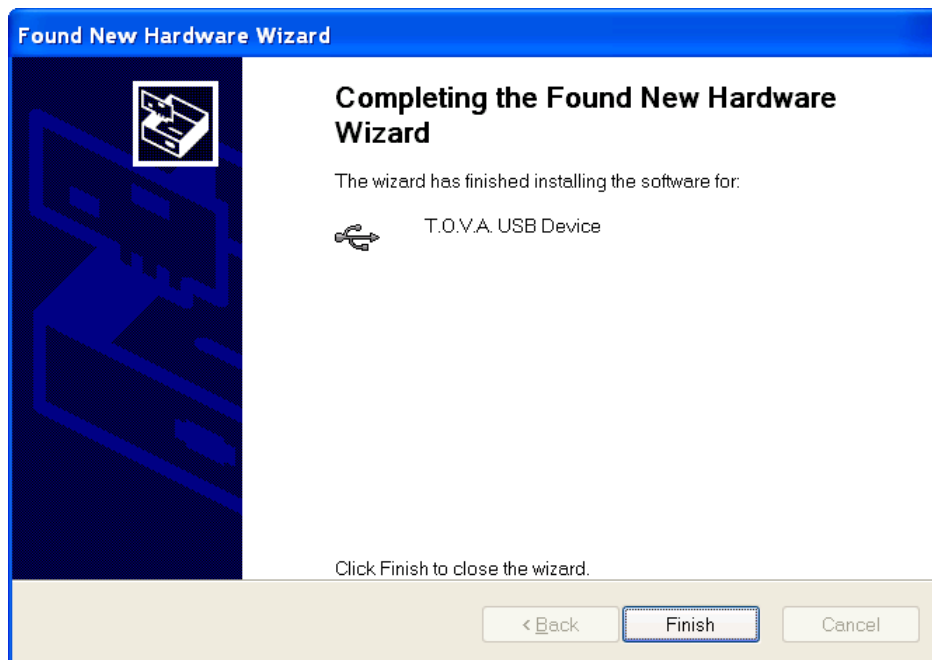 Found New Hardware Wizard
Completing the Found New Hardware
Wizard
The wizard has finished installing the software for:
T.O.V.A. USB Device
Click Finish to close the wizard.
< Back
Finish
Cancel